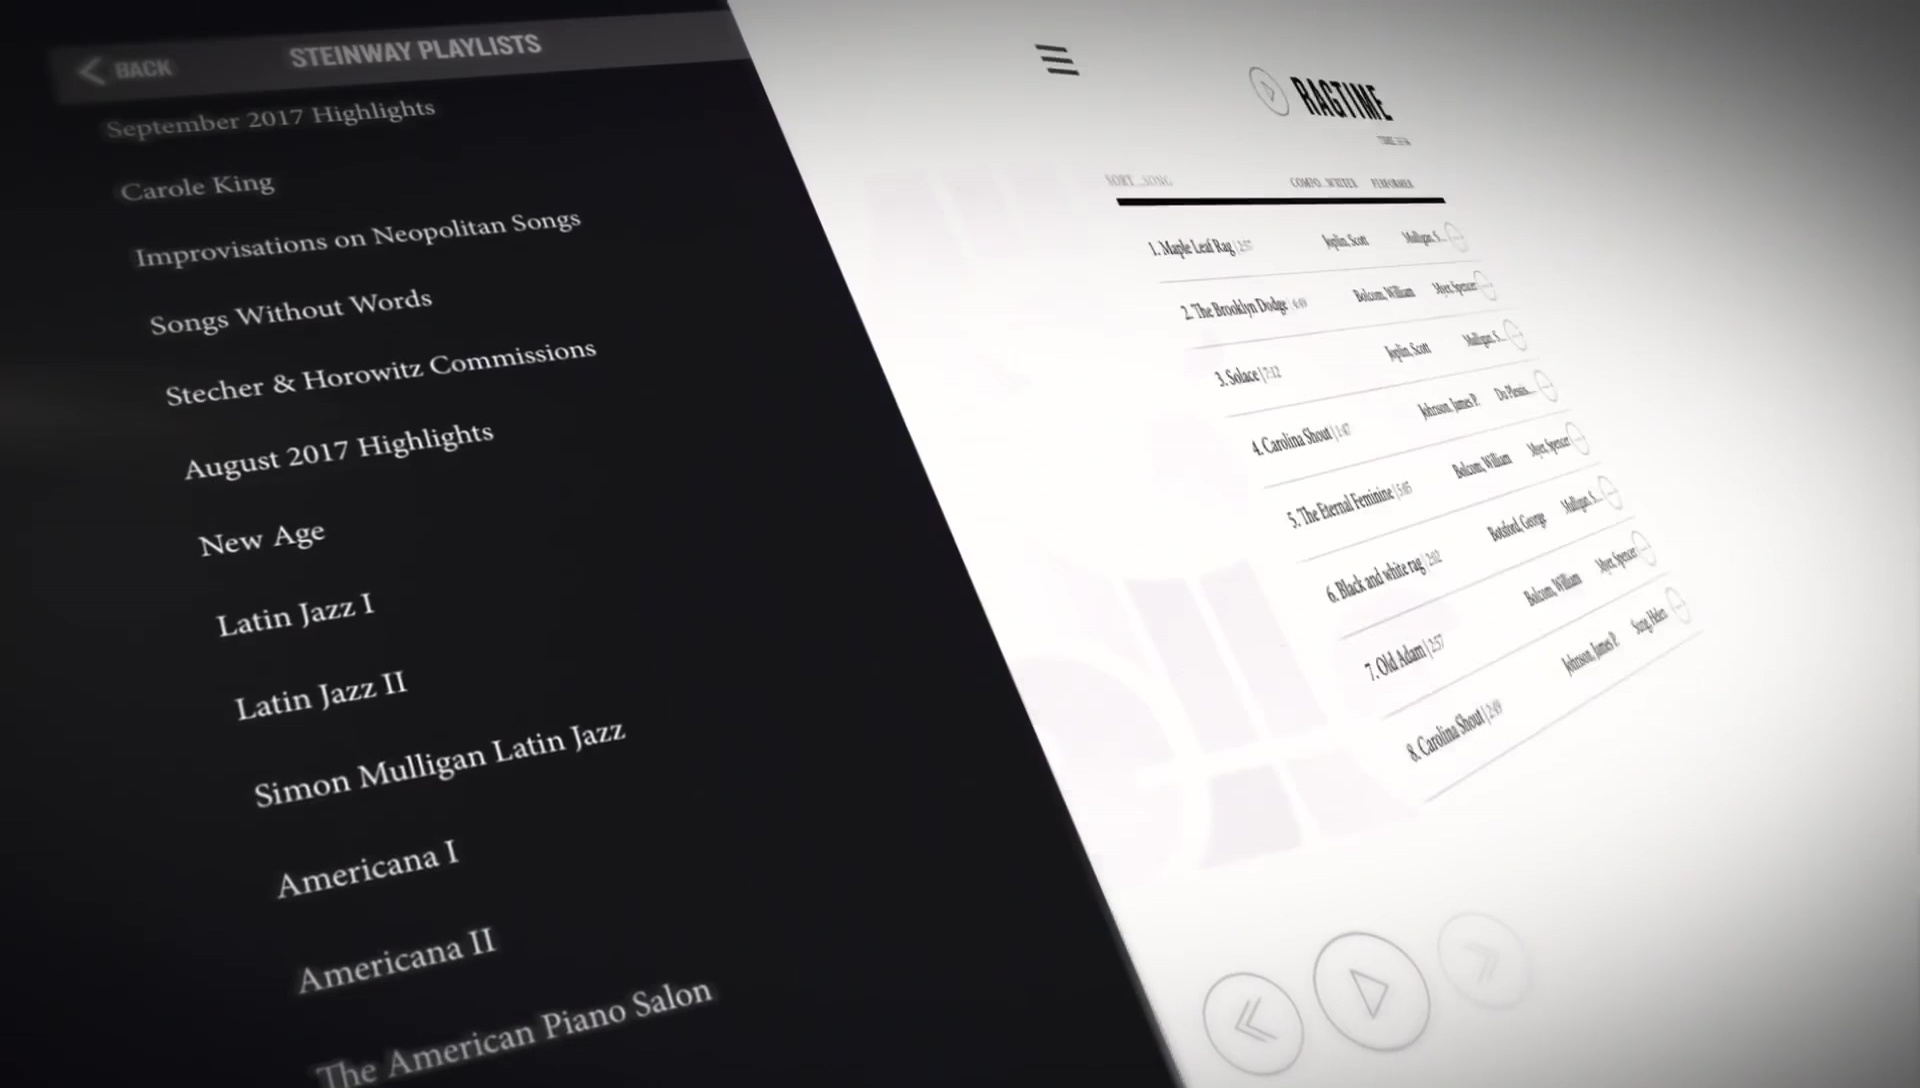 BACK
STEINWAY PLAYLISTS
September 2017 Highlights
Carole King
Improvisations on Neopolitan Songs
Songs Without Words
Stecher & Horowitz Commissions
August 2017 Highlights
New Age
Latin Jazz I
Latin Jazz II
Simon Mulligan Latin Jazz
Americana I
Americana II
The American Piano Salon
RAGTIME
SORT SONG COMPO...WRITER PERFORMER
1. Maple Leaf Rag | 2:57 Joplin, Scott Mulligan, S...
2. The Brooklyn Dodge | 4:49 Bolcom, William Myer, Spencer
3. Solace | 7:12 Joplin, Scott Mulligan, S...
4. Carolina Shout | 1:47 Johnson, James P. Du Plessis,...
5. The Eternal Feminine | 5:05 Bolcom, William Myer, Spencer
6. Black and white rag | 2:02 Botsford, George Mulligan, S...
7. Old Adam | 2:57 Bolcom, William Myer, Spencer
8. Carolina Shout | 2:49 Johnson, James P. Sung, Helen